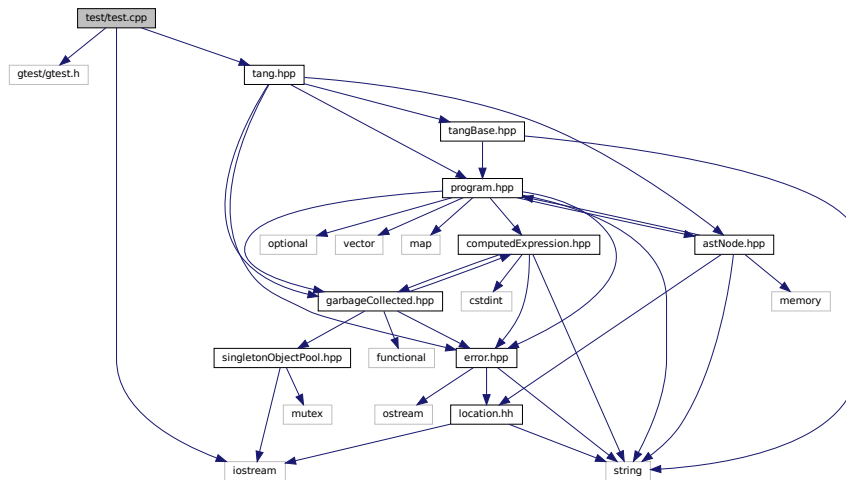 test/test.cpp
gtest/gtest.h
tang.hpp
tangBase.hpp
program.hpp
optional
vector
map
computedExpression.hpp
astNode.hpp
garbageCollected.hpp
cstdint
memory
singletonObjectPool.hpp
functional
error.hpp
mutex
ostream
location.hh
iostream
string